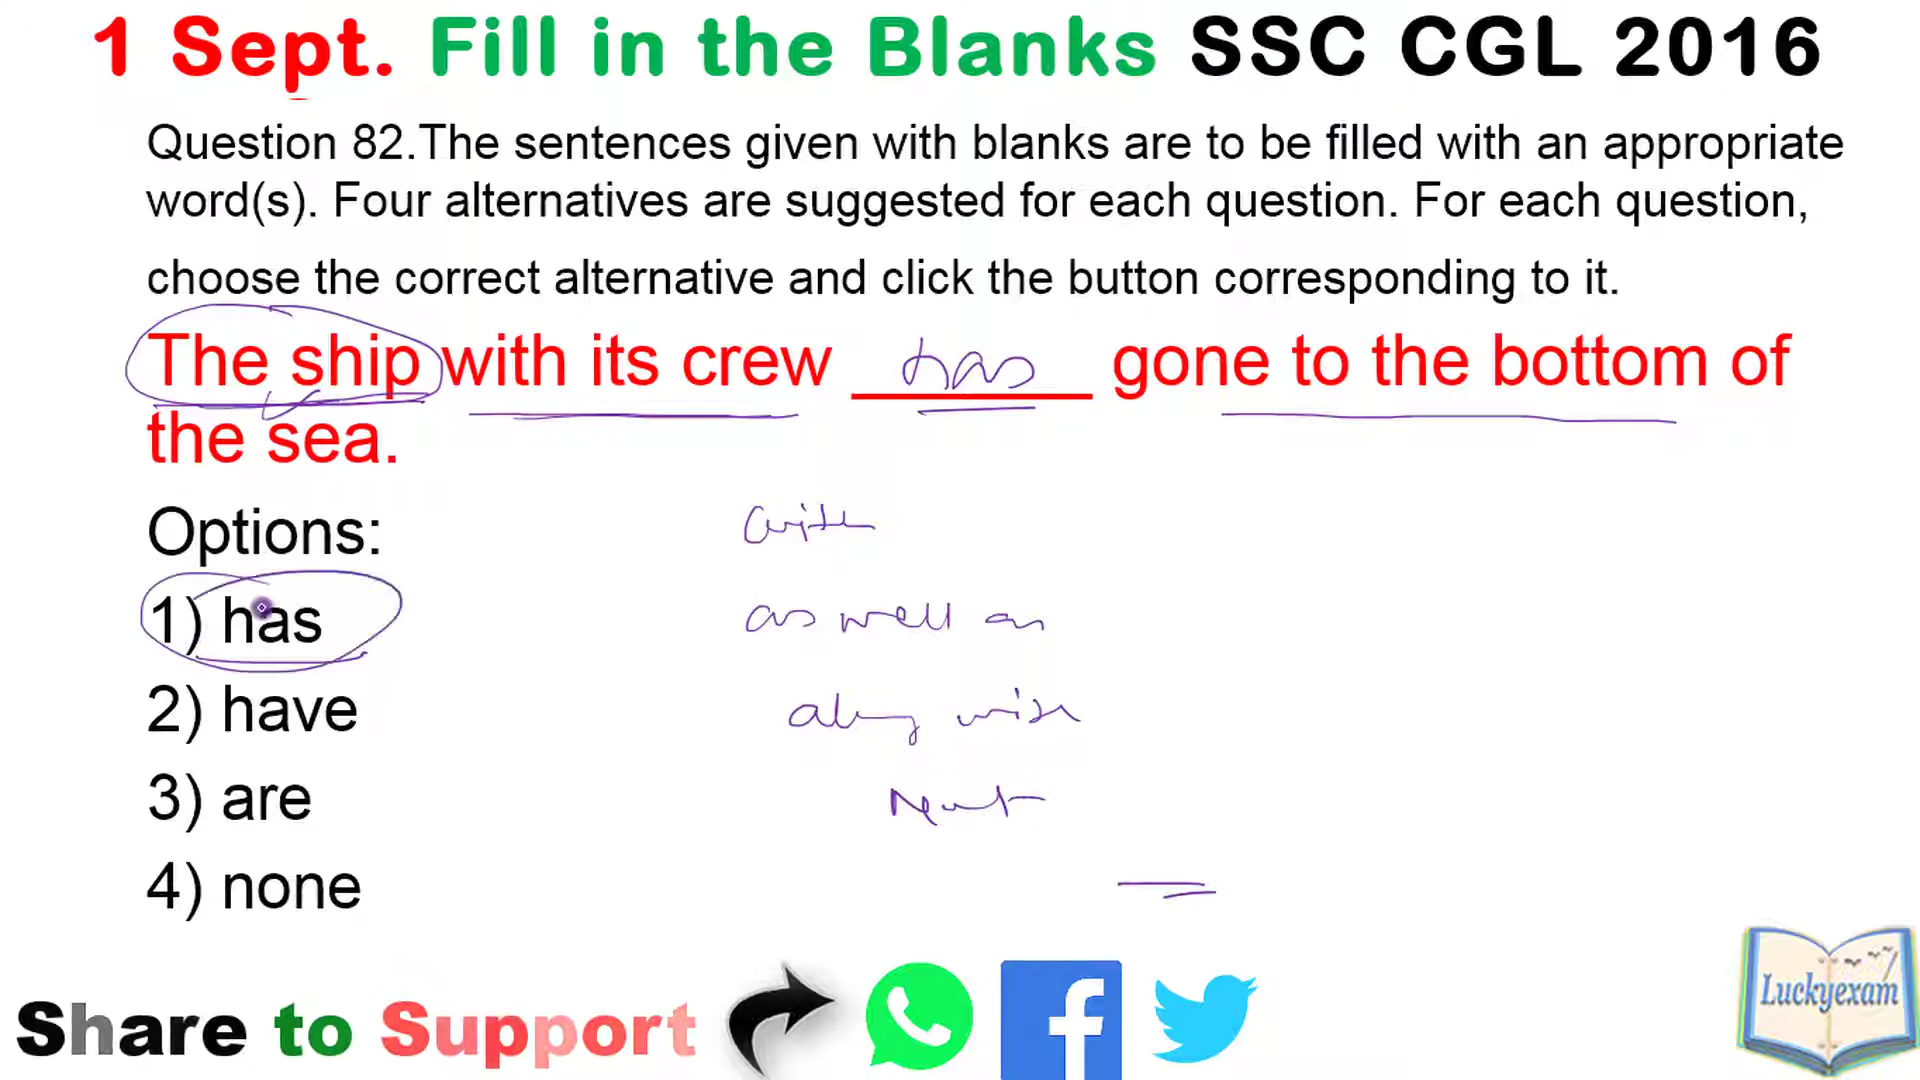 1 Sept. Fill in the Blanks SSC CGL 2016
Question 82.The sentences given with blanks are to be filled with an appropriate
word(s). Four alternatives are suggested for each question. For each question,
choose the correct alternative and click the button corresponding to it.
The ship with its crew has gone to the bottom of
the sea.
Options:
with
1) has
as well as
2) have
along with
3) are
4) none
Share to Support
Luckyexam